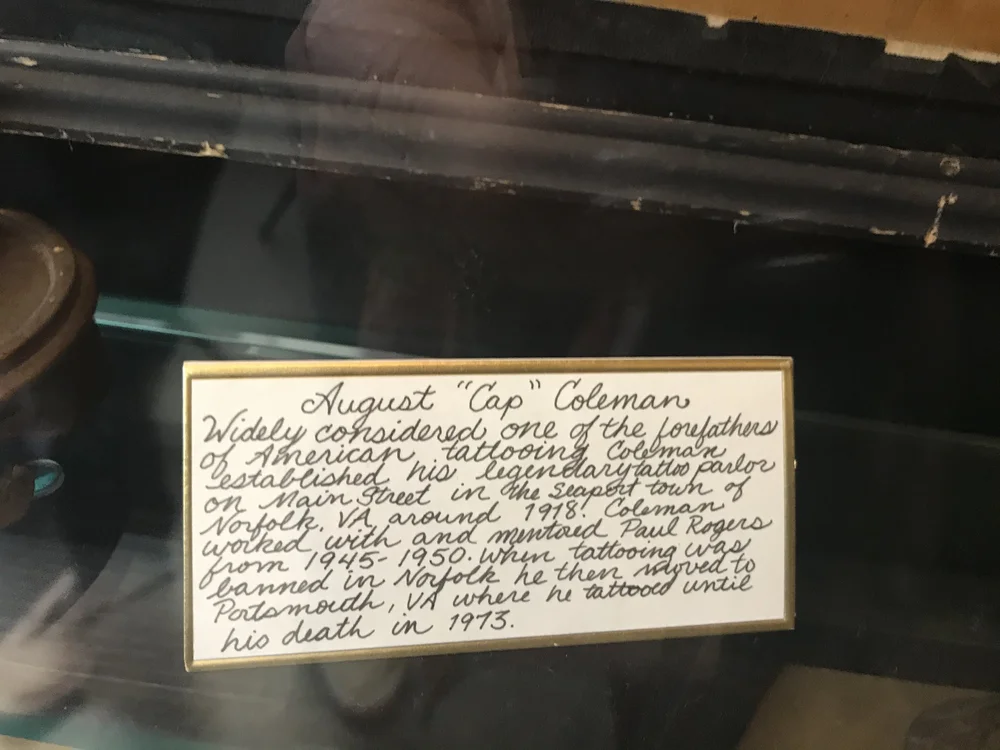 August "Cap" Coleman
Widely considered one of the forefathers
of American tattooing Coleman
established his legendary tattoo parlor
on Main Street in the Seaport town of
Norfolk, VA around 1918! Coleman
worked with and mentored Paul Rogers
from 1945-1950. When tattooing was
banned in Norfolk he then moved to
Portsmouth, VA where he tattooed until
his death in 1973.